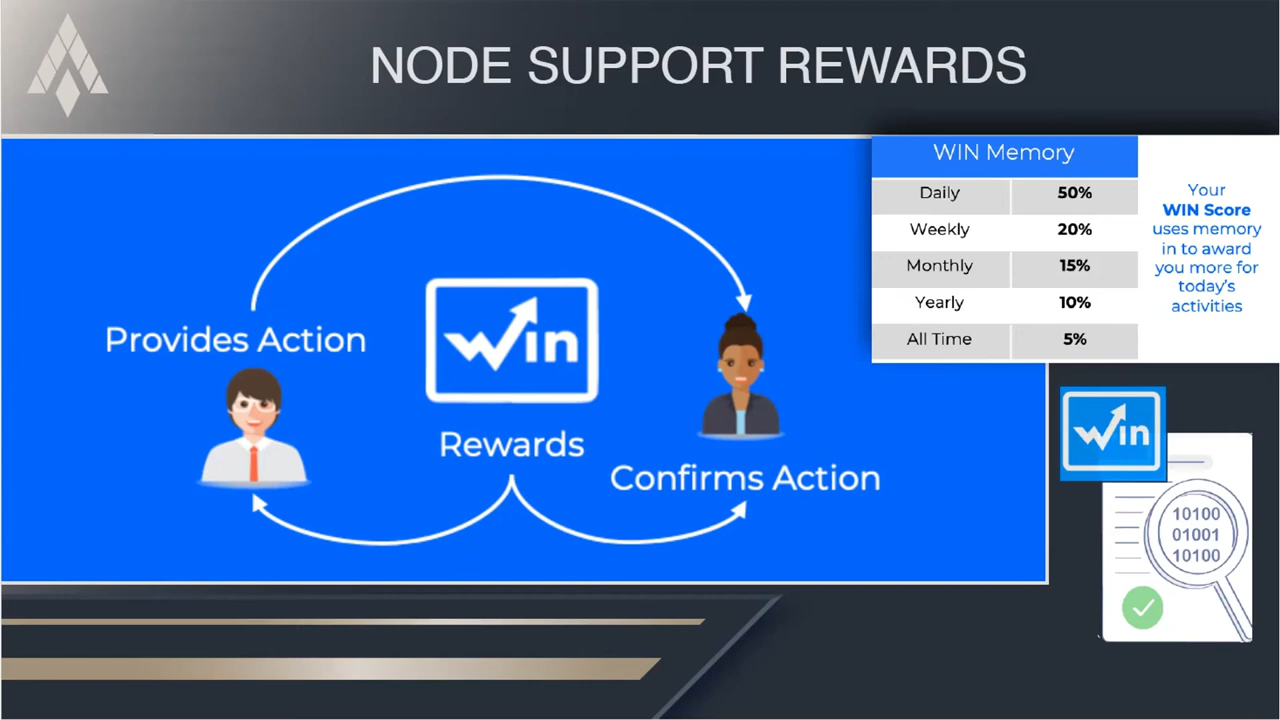 NODE SUPPORT REWARDS
WIN Memory
Daily 50%
Weekly 20%
Monthly 15%
Yearly 10%
All Time 5%
Your
WIN Score
uses memory
in to award
you more for
today's
activities
Provides Action
Win
Rewards
Confirms Action
Win
10100
01001
10100